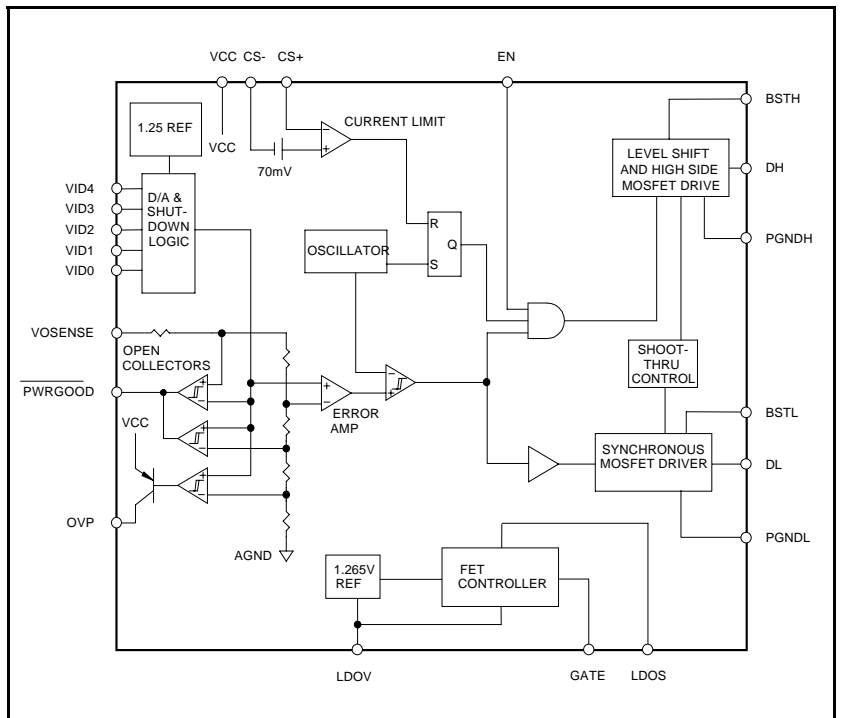 VCC CS- CS+ EN
BSTH
1.25 REF
VCC
CURRENT LIMIT
-
+
70mV
LEVEL SHIFT
AND HIGH SIDE
MOSFET DRIVE
DH
VID4
VID3
VID2
VID1
VID0
D/A &
SHUT-
DOWN
LOGIC
R
Q
S
OSCILLATOR
PGNDH
VOSENSE
OPEN
COLLECTORS
+
-
PWRGOOD
+
-
ERROR
AMP
-
+
SHOOT-
THRU
CONTROL
VCC
+
-
+
-
BSTL
SYNCHRONOUS
MOSFET DRIVER
DL
OVP
AGND
PGNDL
1.265V
REF
FET
CONTROLLER
LDOV GATE LDOS